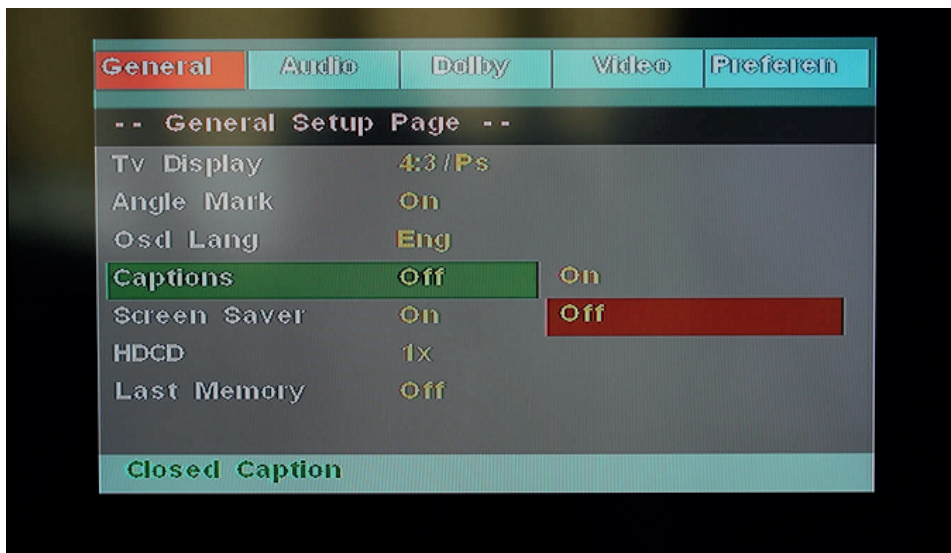 General Audio Dolby Video Preferen
-- General Setup Page --
Tv Display 4:3/Ps
Angle Mark On
Osd Lang Eng
Captions Off On
Screen Saver On Off
HDCD 1x
Last Memory Off
Closed Caption